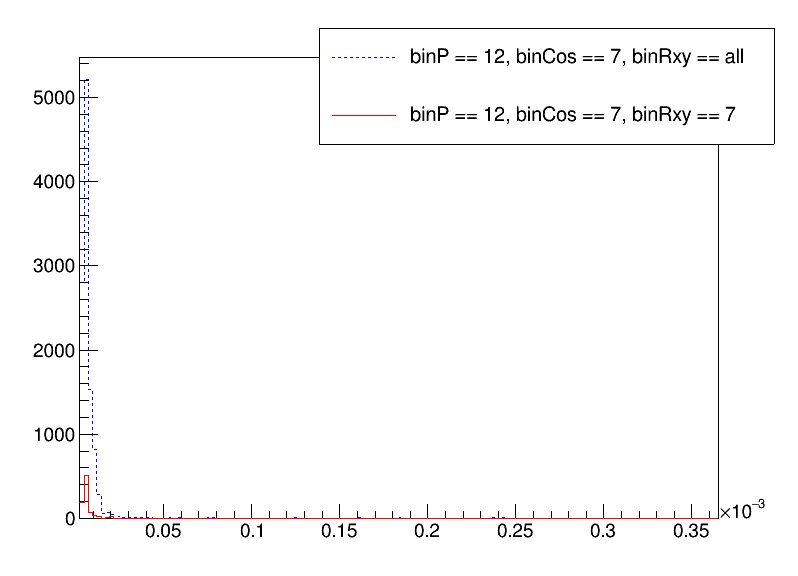 binP == 12, binCos == 7, binRxy == all
binP == 12, binCos == 7, binRxy == 7
5000
4000
3000
2000
1000
0
0.05 0.1 0.15 0.2 0.25 0.3 0.35
×10⁻³